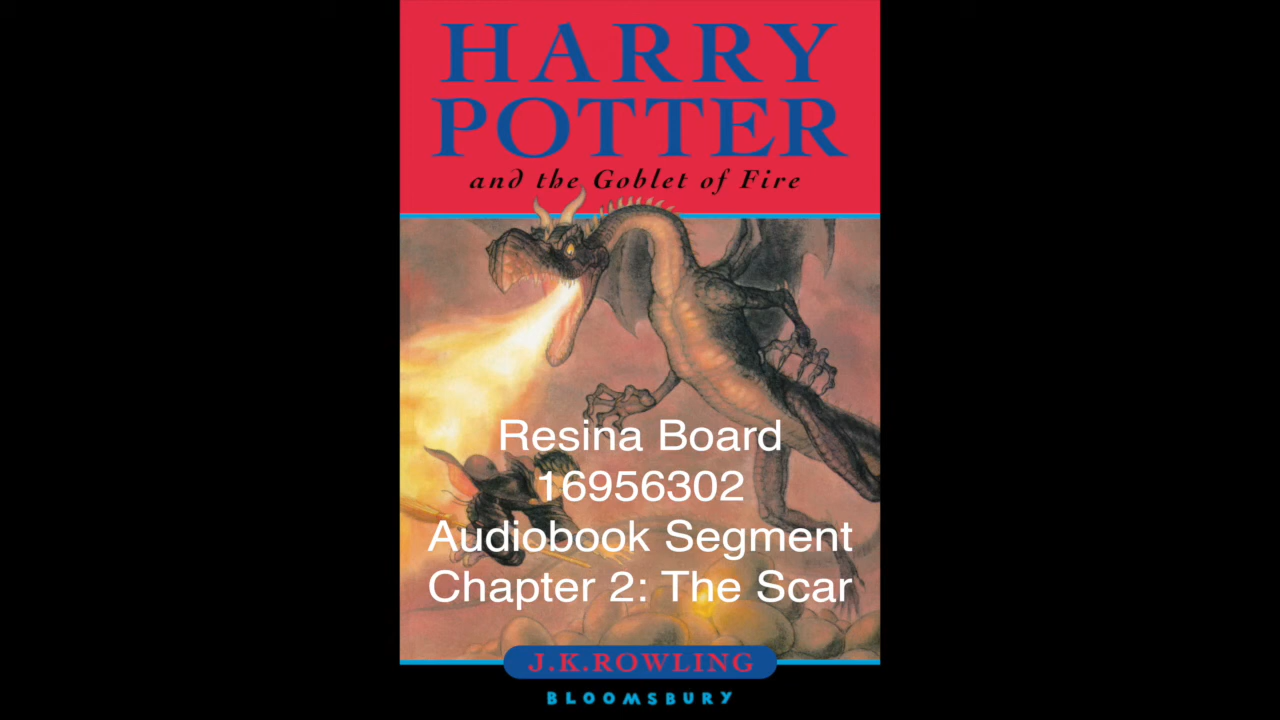 HARRY
POTTER
and the Goblet of Fire
Resina Board
16956302
Audiobook Segment
Chapter 2: The Scar
J.K.ROWLING
BLOOMSBURY